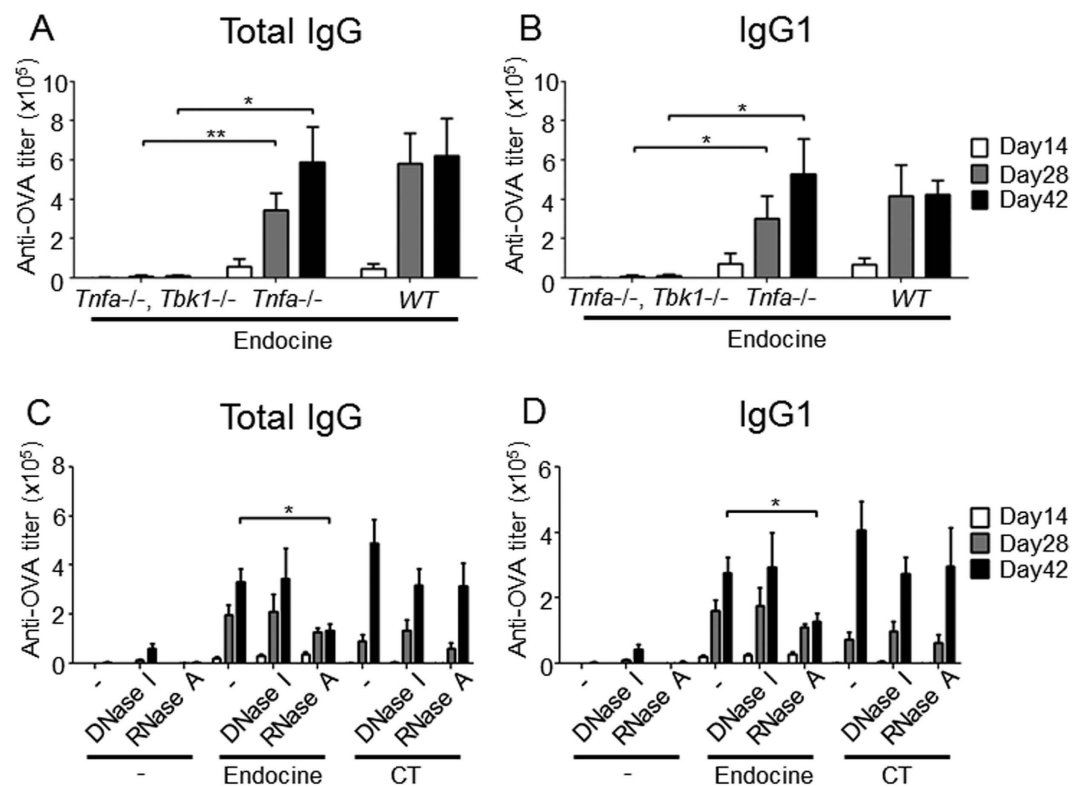 A
Total IgG
Anti-OVA titer (x10⁵)
10
8
6
4
2
0
*
**
Tnfa-/-, Tbk1-/-
Tnfa-/-
WT
Endocine
B
IgG1
Anti-OVA titer (x10⁵)
10
8
6
4
2
0
*
*
Tnfa-/-, Tbk1-/-
Tnfa-/-
WT
Endocine
Day14
Day28
Day42
C
Total IgG
Anti-OVA titer (x10⁵)
8
6
4
2
0
*
-
DNase I
RNase A
-
DNase I
RNase A
-
DNase I
RNase A
-
Endocine
CT
D
IgG1
Anti-OVA titer (x10⁵)
6
4
2
0
*
-
DNase I
RNase A
-
DNase I
RNase A
-
DNase I
RNase A
-
Endocine
CT
Day14
Day28
Day42